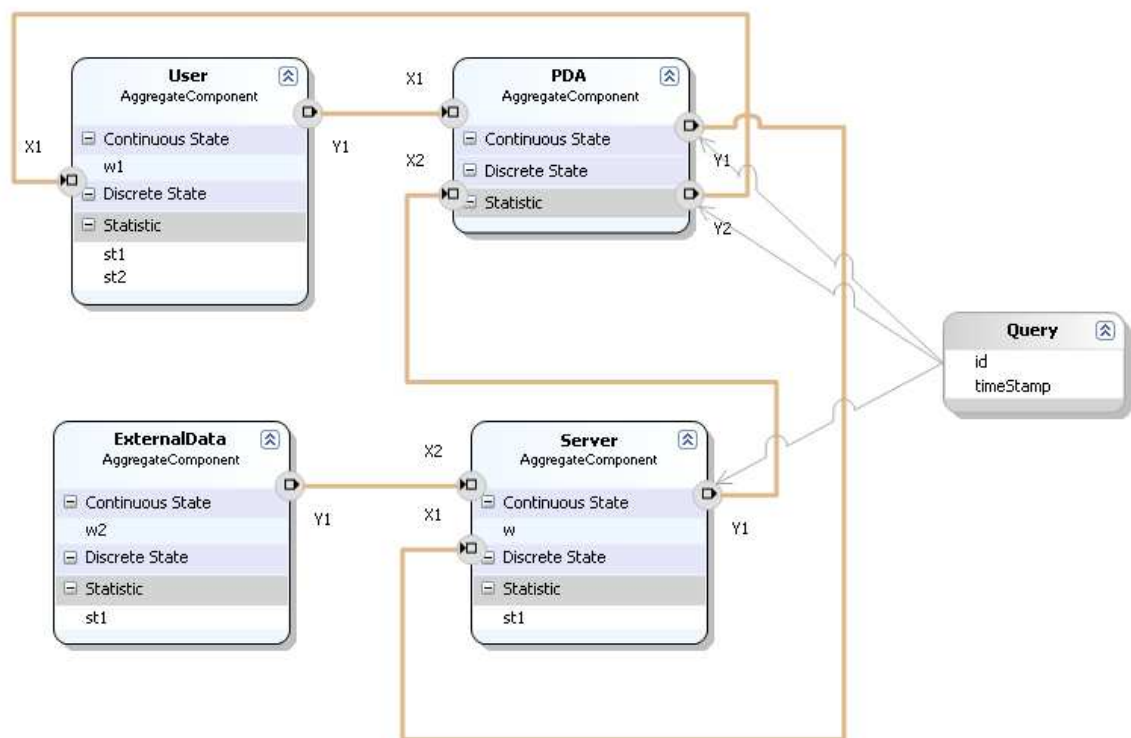 User
AggregateComponent
X1
Continuous State
w1
Discrete State
Statistic
st1
st2
Y1
X1
PDA
AggregateComponent
X2
Continuous State
Discrete State
Statistic
Y1
Y2
Query
id
timeStamp
ExternalData
AggregateComponent
Continuous State
w2
Discrete State
Statistic
st1
Y1
X2
X1
Server
AggregateComponent
Continuous State
w
Discrete State
Statistic
st1
Y1